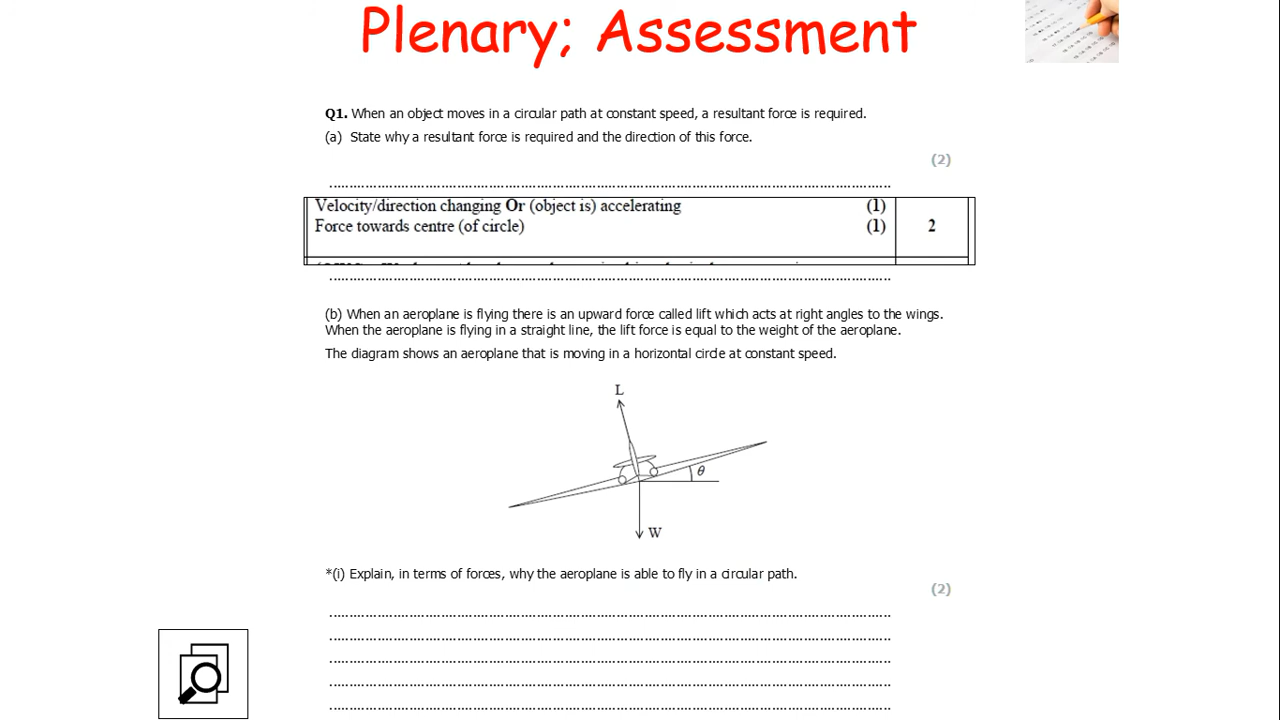 Plenary; Assessment
Q1. When an object moves in a circular path at constant speed, a resultant force is required.
(a) State why a resultant force is required and the direction of this force.
(2)
Velocity/direction changing Or (object is) accelerating (1)
Force towards centre (of circle) (1) 2
(b) When an aeroplane is flying there is an upward force called lift which acts at right angles to the wings.
When the aeroplane is flying in a straight line, the lift force is equal to the weight of the aeroplane.
The diagram shows an aeroplane that is moving in a horizontal circle at constant speed.
L
θ
W
*(i) Explain, in terms of forces, why the aeroplane is able to fly in a circular path.
(2)